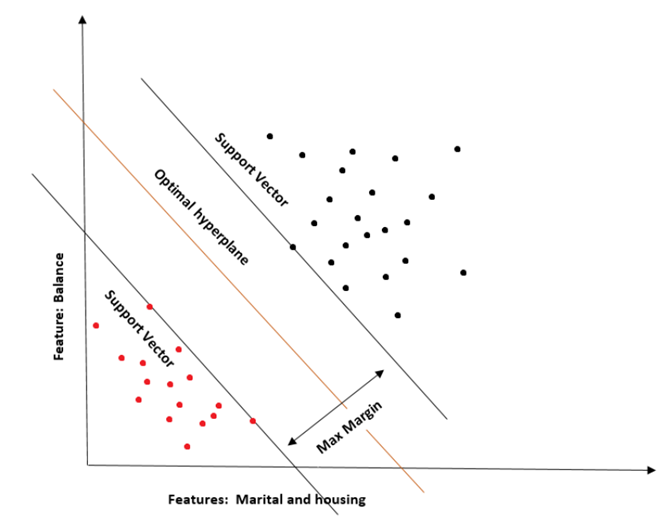 Support Vector
Optimal hyperplane
Feature:  Balance
Support Vector
Max Margin
Features:  Marital and housing